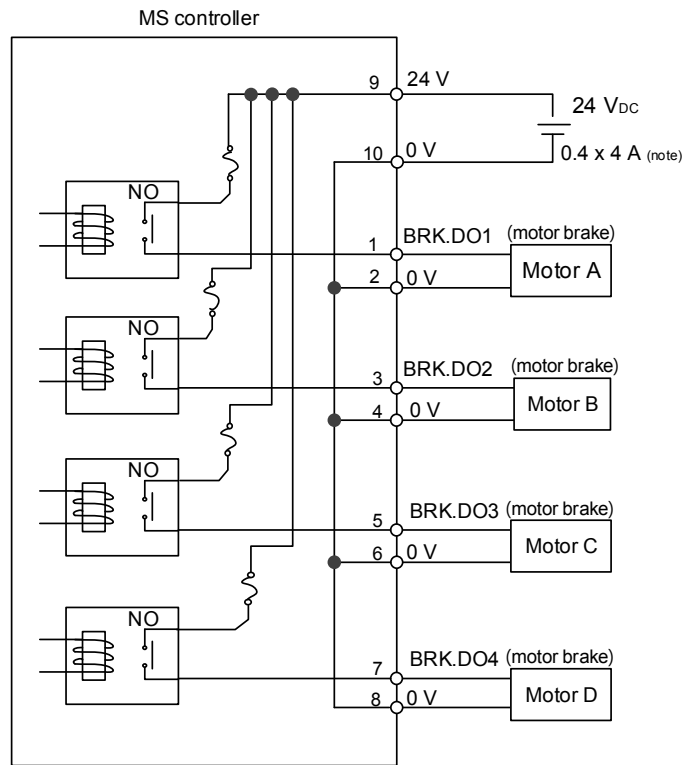 MS controller
9 24 V
24 VDC
10 0 V
0.4 x 4 A (note)
NO
1 BRK.DO1 (motor brake)
Motor A
2 0 V
NO
3 BRK.DO2 (motor brake)
Motor B
4 0 V
NO
5 BRK.DO3 (motor brake)
Motor C
6 0 V
NO
7 BRK.DO4 (motor brake)
Motor D
8 0 V